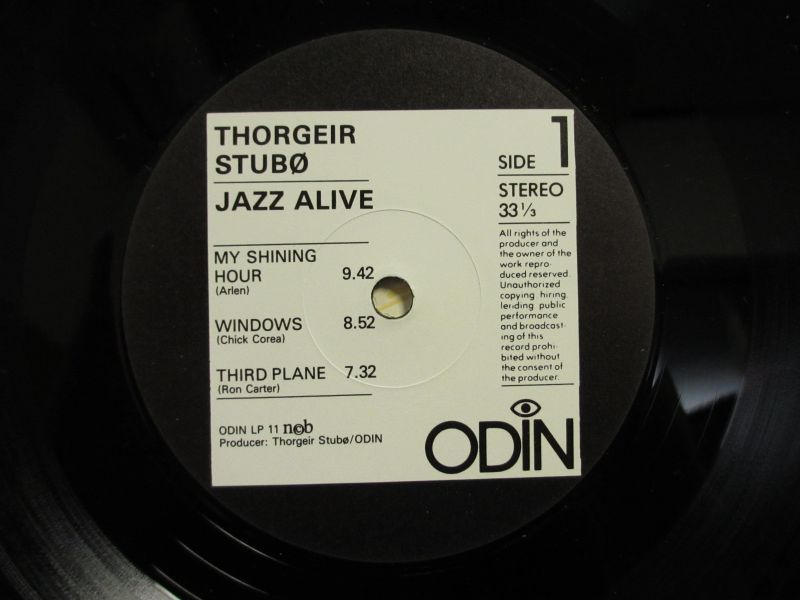 THORGEIR
STUBØ
JAZZ ALIVE
MY SHINING
HOUR 9.42
(Arlen)
WINDOWS 8.52
(Chick Corea)
THIRD PLANE 7.32
(Ron Carter)
ODIN LP 11 n©b
Producer: Thorgeir Stubø/ODIN
SIDE 1
STEREO
33 1/3
All rights of the
producer and
the owner of the
work repro-
duced reserved.
Unauthorized
copying hiring,
lending public
performance
and broadcast-
ing of this
record prohi-
bited without
the consent of
the producer.
ODIN